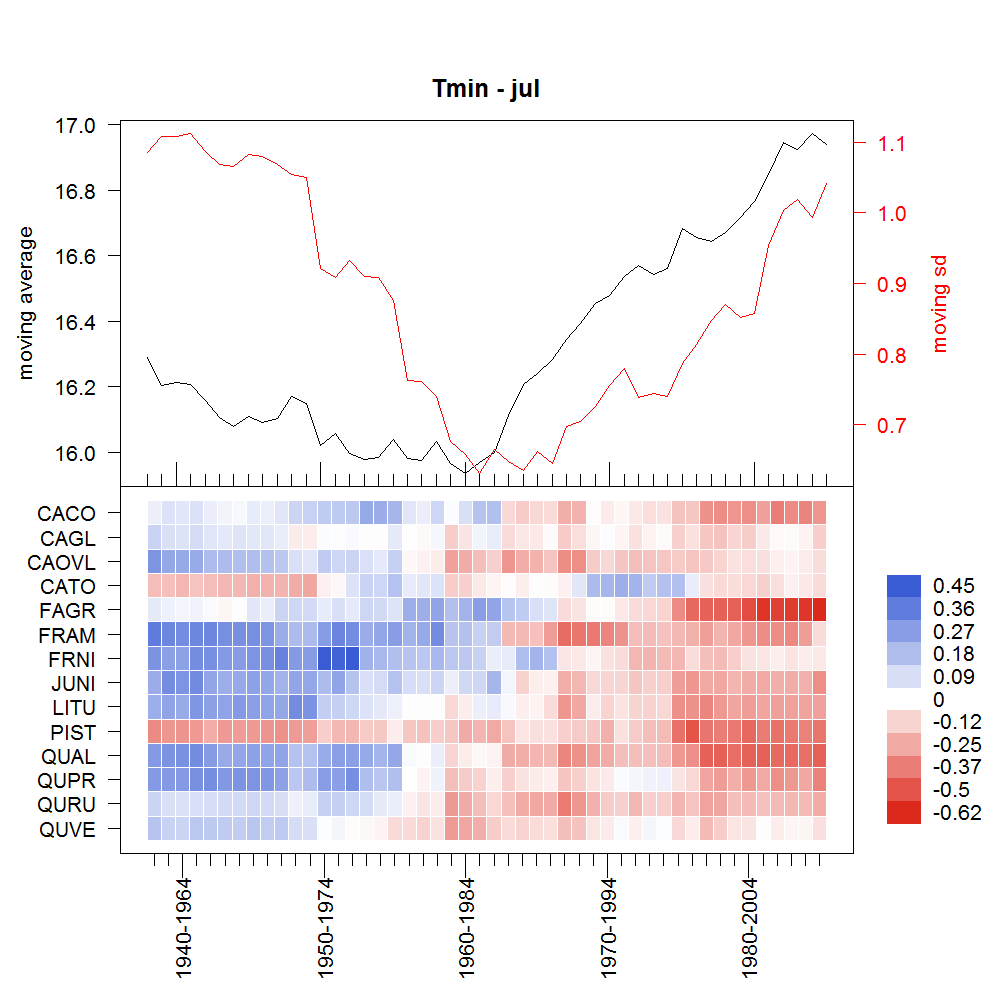 Tmin - jul
moving average
17.0
16.8
16.6
16.4
16.2
16.0
1.1
1.0
0.9
0.8
0.7
moving sd
CACO
CAGL
CAOVL
CATO
FAGR
FRAM
FRNI
JUNI
LITU
PIST
QUAL
QUPR
QURU
QUVE
0.45
0.36
0.27
0.18
0.09
0
-0.12
-0.25
-0.37
-0.5
-0.62
1940-1964
1950-1974
1960-1984
1970-1994
1980-2004